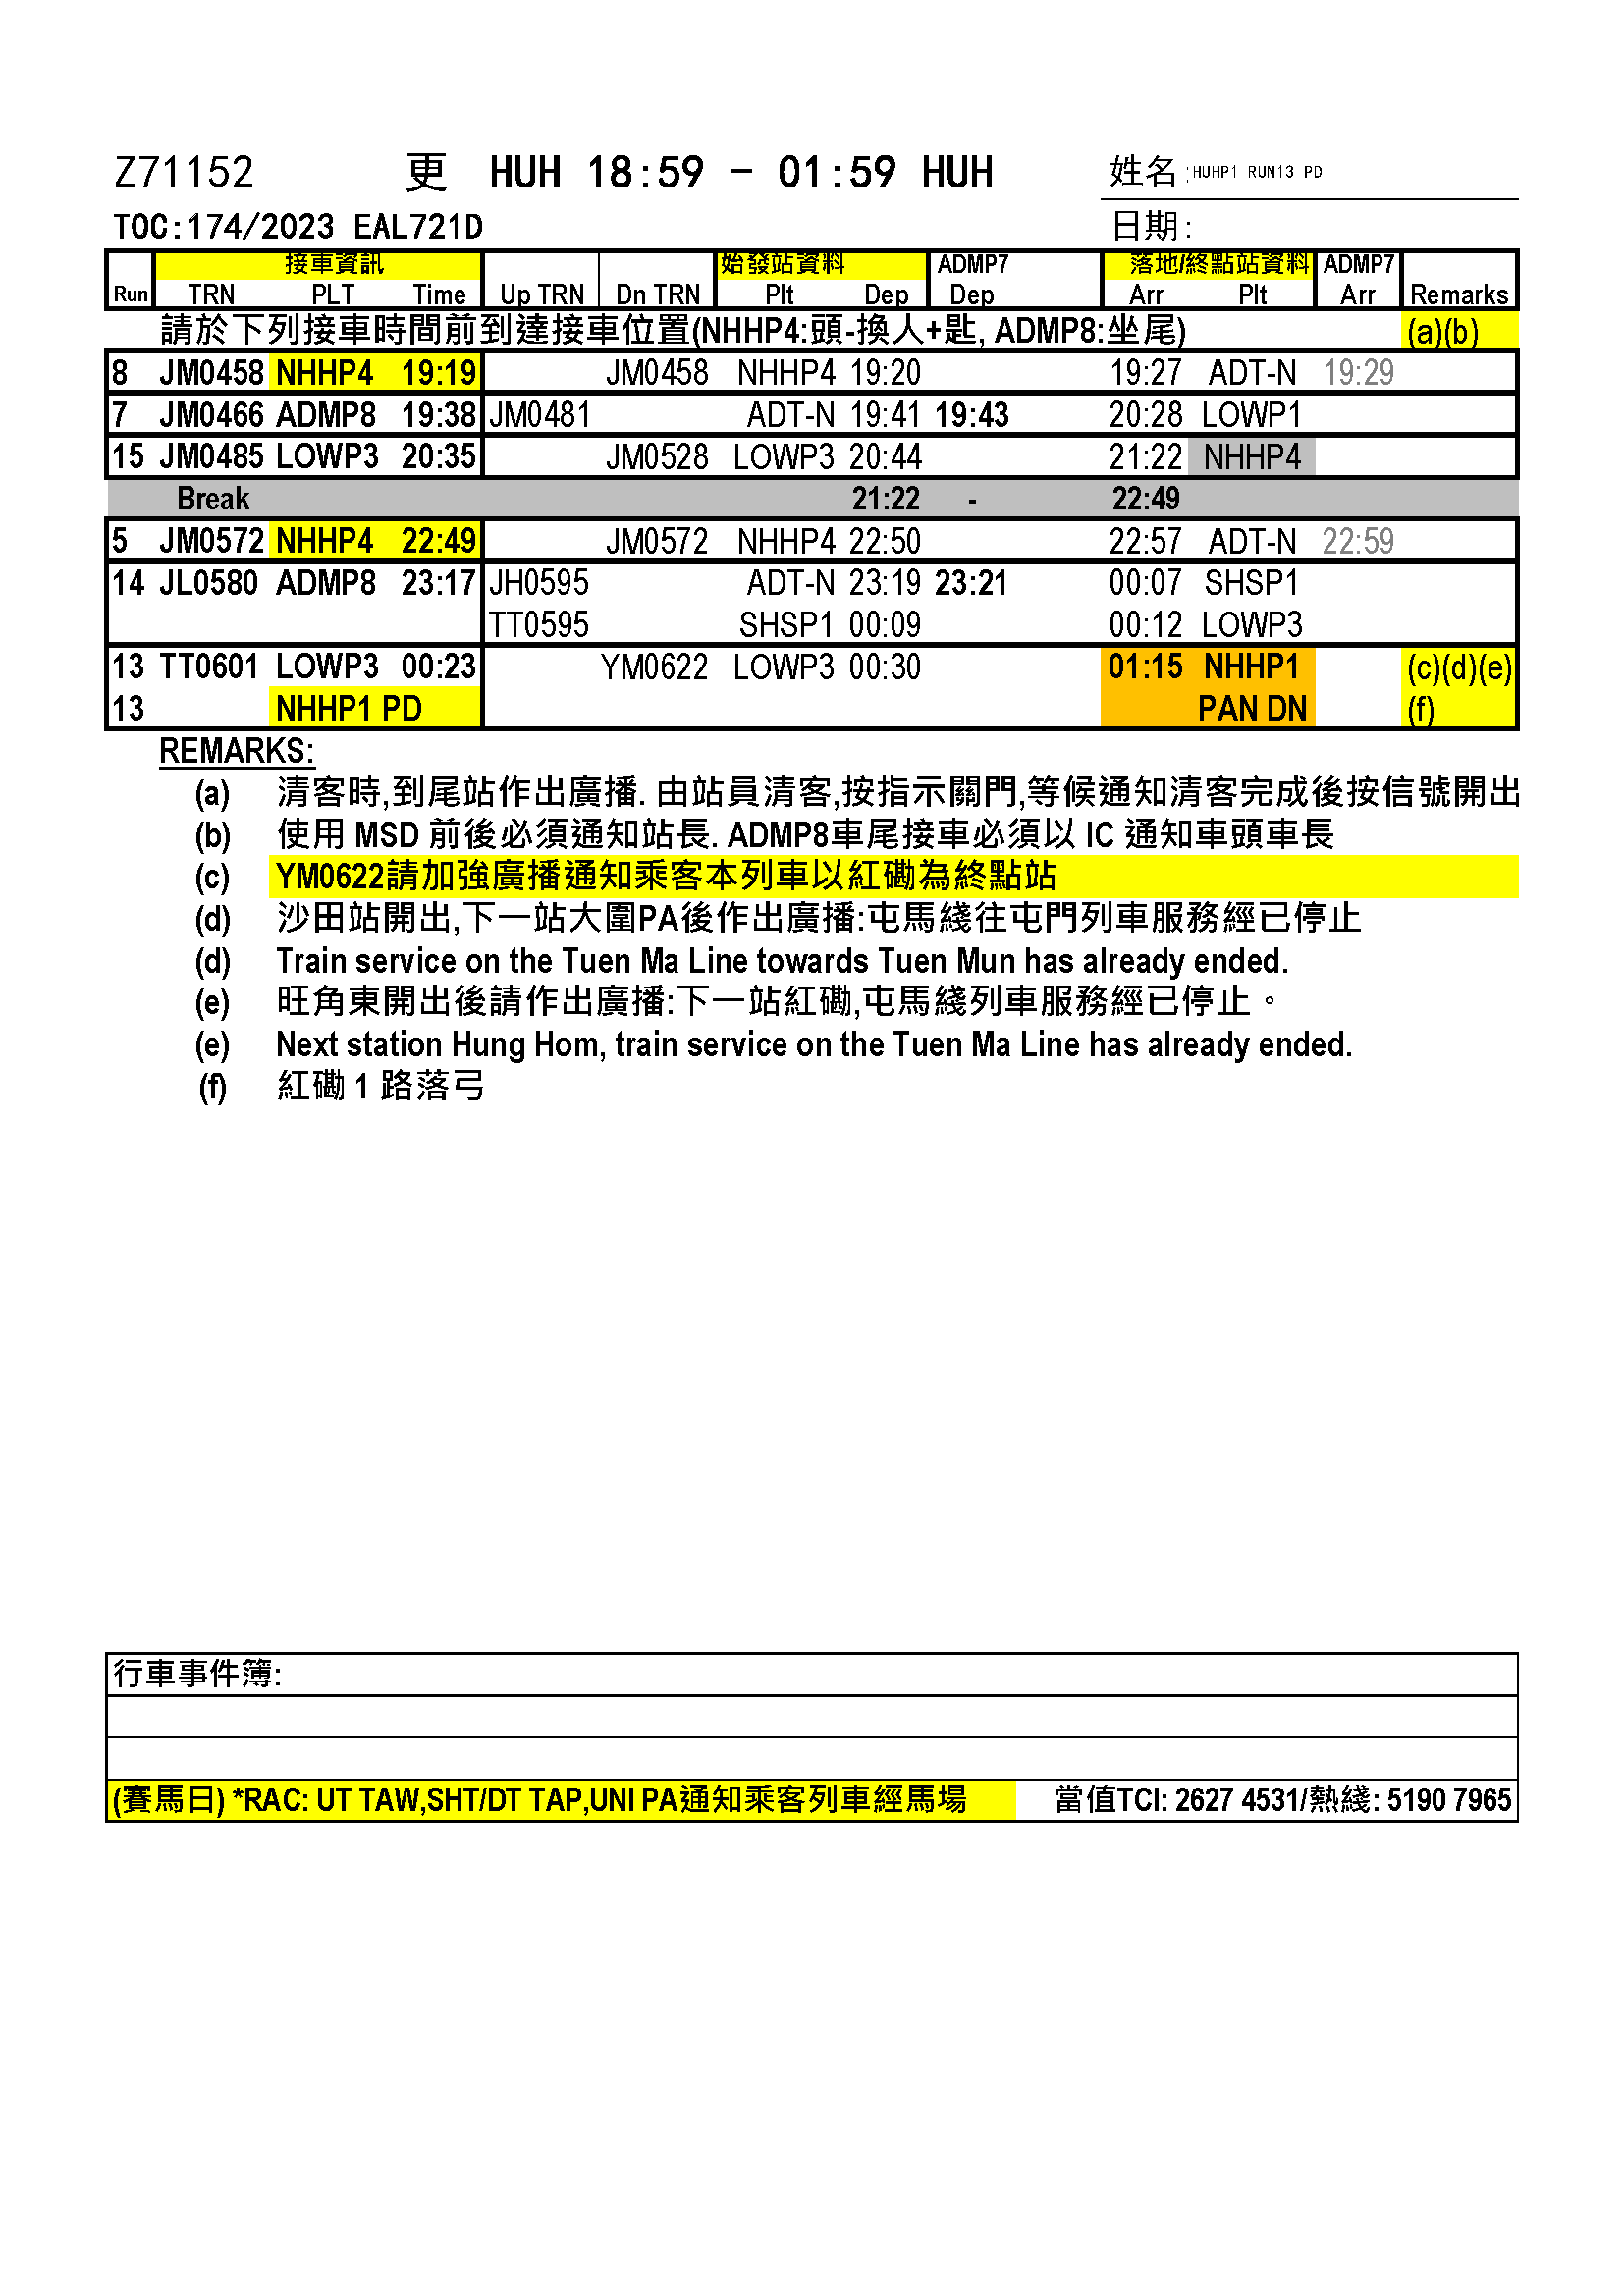 Z71152 更 HUH 18:59 - 01:59 HUH 姓名:HUHP1 RUN13 PD
TOC:174/2023 EAL721D 日期:
接車資訊 始發站資料 ADMP7 落地/終點站資料 ADMP7
Run TRN PLT Time Up TRN Dn TRN Plt Dep Dep Arr Plt Arr Remarks
請於下列接車時間前到達接車位置(NHHP4:頭-換人+匙, ADMP8:坐尾) (a)(b)
8 JM0458 NHHP4 19:19 JM0458 NHHP4 19:20 19:27 ADT-N 19:29
7 JM0466 ADMP8 19:38 JM0481 ADT-N 19:41 19:43 20:28 LOWP1
15 JM0485 LOWP3 20:35 JM0528 LOWP3 20:44 21:22 NHHP4
Break 21:22 - 22:49
5 JM0572 NHHP4 22:49 JM0572 NHHP4 22:50 22:57 ADT-N 22:59
14 JL0580 ADMP8 23:17 JH0595 ADT-N 23:19 23:21 00:07 SHSP1
TT0595 SHSP1 00:09 00:12 LOWP3
13 TT0601 LOWP3 00:23 YM0622 LOWP3 00:30 01:15 NHHP1 (c)(d)(e)
13 NHHP1 PD PAN DN (f)
REMARKS:
(a) 清客時,到尾站作出廣播. 由站員清客,按指示關門,等候通知清客完成後按信號開出
(b) 使用 MSD 前後必須通知站長. ADMP8車尾接車必須以 IC 通知車頭車長
(c) YM0622請加強廣播通知乘客本列車以紅磡為終點站
(d) 沙田站開出,下一站大圍PA後作出廣播:屯馬綫往屯門列車服務經已停止
(d) Train service on the Tuen Ma Line towards Tuen Mun has already ended.
(e) 旺角東開出後請作出廣播:下一站紅磡,屯馬綫列車服務經已停止。
(e) Next station Hung Hom, train service on the Tuen Ma Line has already ended.
(f) 紅磡 1 路落弓
行車事件簿:
(賽馬日) *RAC: UT TAW,SHT/DT TAP,UNI PA通知乘客列車經馬場 當值TCI: 2627 4531/熱綫: 5190 7965